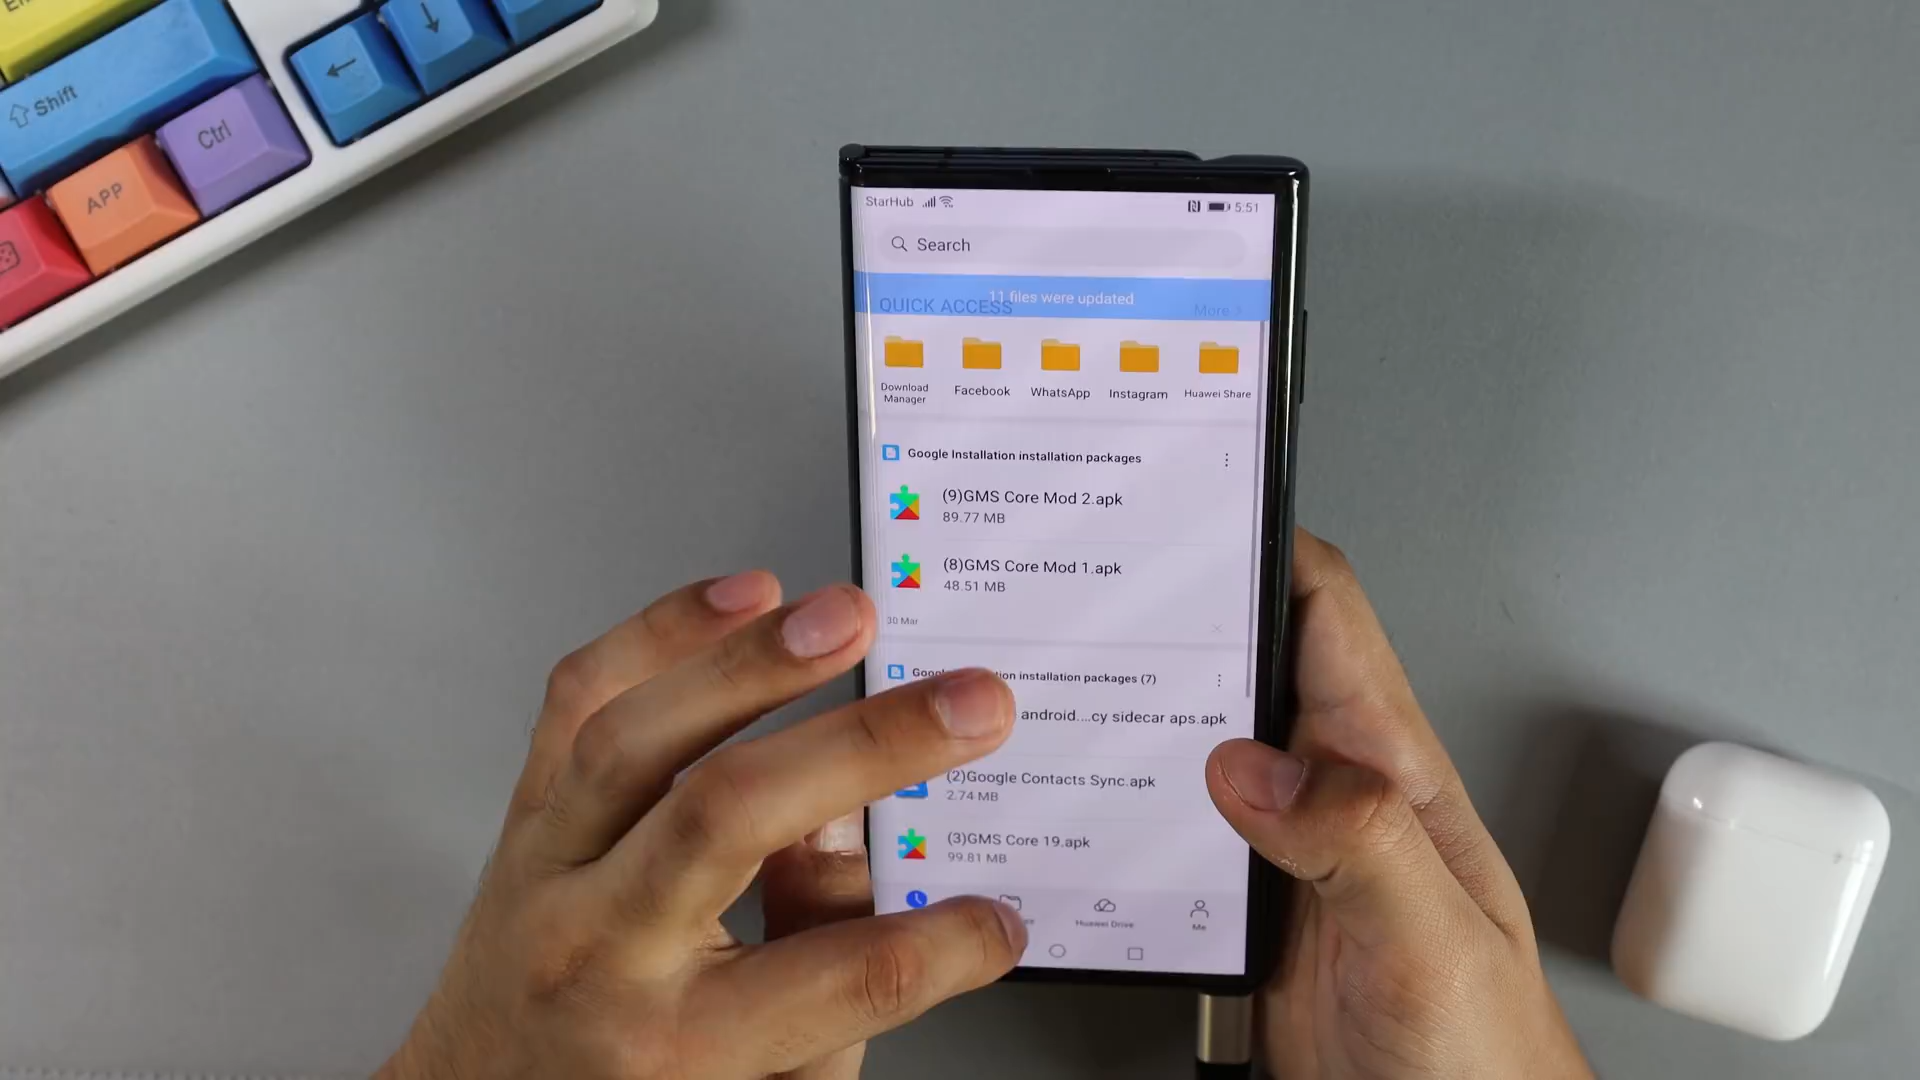 Shift
Ctrl
APP
StarHub
5:51
Search
11 files were updated
QUICK ACCESS
More >
Download
Manager
Facebook
WhatsApp
Instagram
Huawei Share
Google Installation installation packages
(9)GMS Core Mod 2.apk
89.77 MB
(8)GMS Core Mod 1.apk
48.51 MB
30 Mar
installation packages (7)
android....cy sidecar aps.apk
(2)Google Contacts Sync.apk
2.74 MB
(3)GMS Core 19.apk
99.81 MB
Huawei Drive
Me